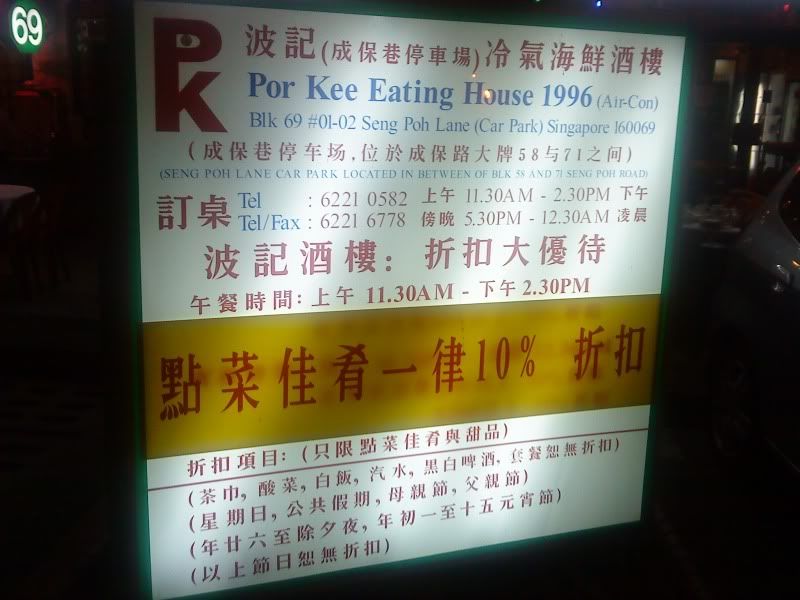 69
PK
波記(成保巷停車場)冷氣海鮮酒樓
Por Kee Eating House 1996 (Air-Con)
Blk 69 #01-02 Seng Poh Lane (Car Park) Singapore 160069
(成保巷停车场,位於成保路大牌58与71之间)
(SENG POH LANE CAR PARK LOCATED IN BETWEEN OF BLK 58 AND 71 SENG POH ROAD)
訂桌 Tel : 6221 0582 上午 11.30AM - 2.30PM 下午
Tel/Fax : 6221 6778 傍晚 5.30PM - 12.30AM 凌晨
波記酒樓: 折扣大優待
午餐時間: 上午 11.30AM - 下午 2.30PM
點菜佳肴一律10% 折扣
折扣項目: (只限點菜佳肴與甜品)
(茶巾, 酸菜, 白飯, 汽水, 黑白啤酒, 套餐恕無折扣)
(星期日, 公共假期, 母親節, 父親節)
(年廿六至除夕夜, 年初一至十五元宵節)
(以上節日恕無折扣)